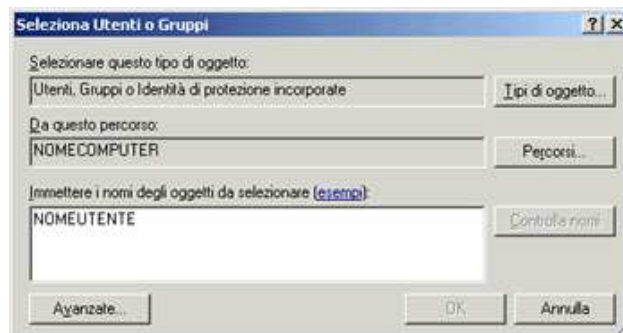 Seleziona Utenti o Gruppi
Selezionare questo tipo di oggetto:
Utenti, Gruppi o Identità di protezione incorporate
Tipi di oggetto...
Da questo percorso:
NOMECOMPUTER
Percorsi...
Immettere i nomi degli oggetti da selezionare (esempi):
NOMEUTENTE
Controlla nomi
Avanzate...
OK
Annulla